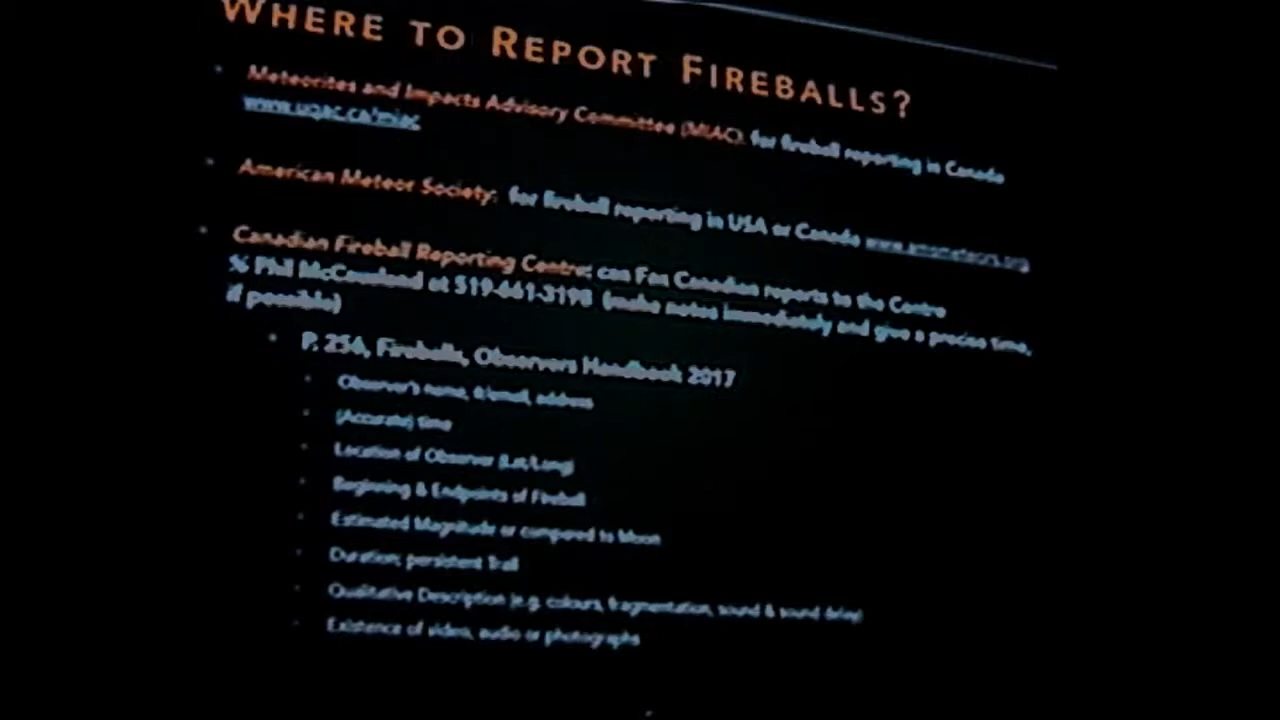 WHERE TO REPORT FIREBALLS?
Meteorites and Impacts Advisory Committee (MIAC): for fireball reporting in Canada
www.uqac.ca/miac
American Meteor Society: for fireball reporting in USA or Canada www.amsmeteors.org
Canadian Fireball Reporting Centre: can Fax Canadian reports to the Centre
% Phil McCausland at 519-661-3198 (make notes immediately and give a precise time,
if possible)
P. 256, Fireballs, Observers Handbook 2017
Observer's name, address
(Accurate) time
Location of Observer (Lat/Long)
Beginning & Endpoints of Fireball
Estimated Magnitude or compared to Moon
Duration; persistent Trail
Qualitative Description (e.g. colours, fragmentation, sound & sound delay)
Existence of video, audio or photographs